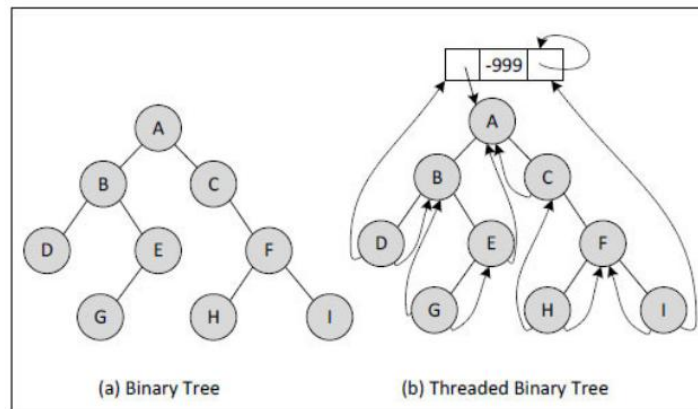 -999
A
A
B
C
B
C
D
E
F
D
E
F
G
H
I
G
H
I
(a) Binary Tree
(b) Threaded Binary Tree